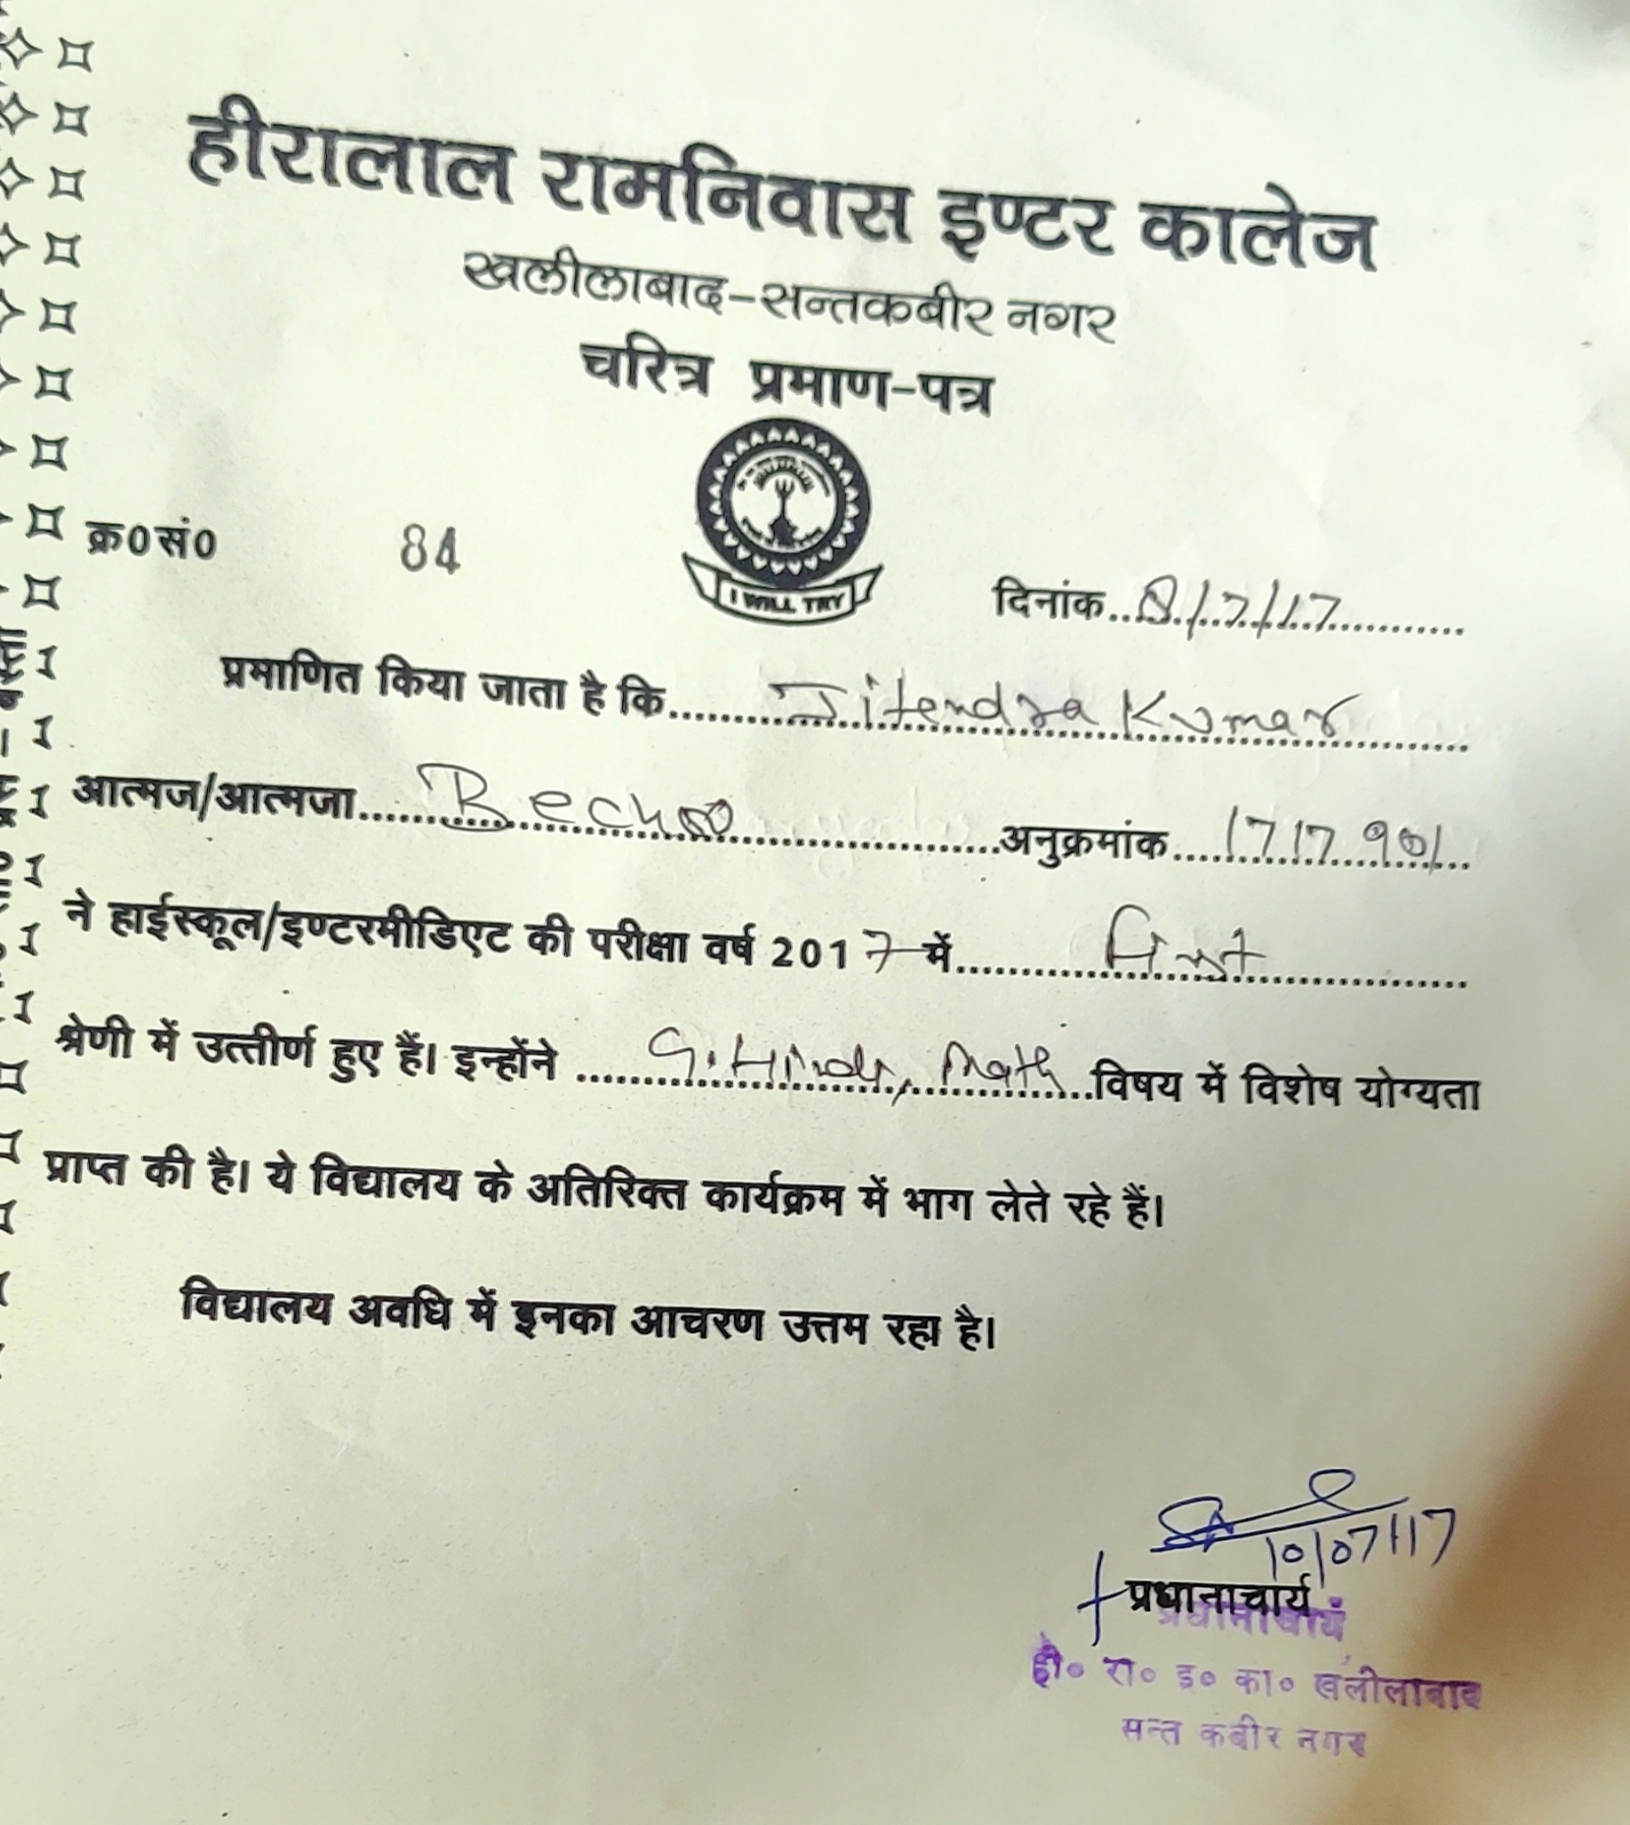 हीरालाल रामनिवास इण्टर कालेज
खलीलाबाद-सन्तकबीर नगर
चरित्र प्रमाण-पत्र
I WILL TRY
क्र0सं0 84
दिनांक 8/7/17
प्रमाणित किया जाता है कि Jitendra Kumar
आत्मज/आत्मजा अनुक्रमांक 1717901
ने हाईस्कूल/इण्टरमीडिएट की परीक्षा वर्ष 2017 में First
श्रेणी में उत्तीर्ण हुए हैं। इन्होंने G.Hindi, Math विषय में विशेष योग्यता
प्राप्त की है। ये विद्यालय के अतिरिक्त कार्यक्रम में भाग लेते रहे हैं।
विद्यालय अवधि में इनका आचरण उत्तम रहा है।
10/07/17
प्रधानाचार्य
प्रधानाचार्य
ही० रा० इ० का० खलीलाबाद
सन्त कबीर नगर